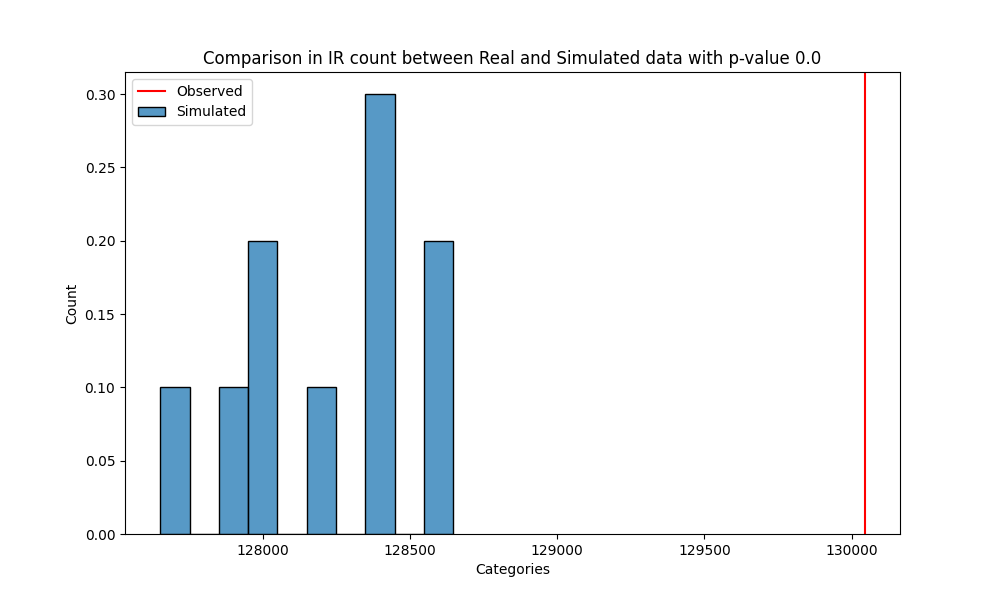 Comparison in IR count between Real and Simulated data with p-value 0.0
Observed
Simulated
0.30
0.25
0.20
0.15
0.10
0.05
0.00
Count
128000 128500 129000 129500 130000
Categories